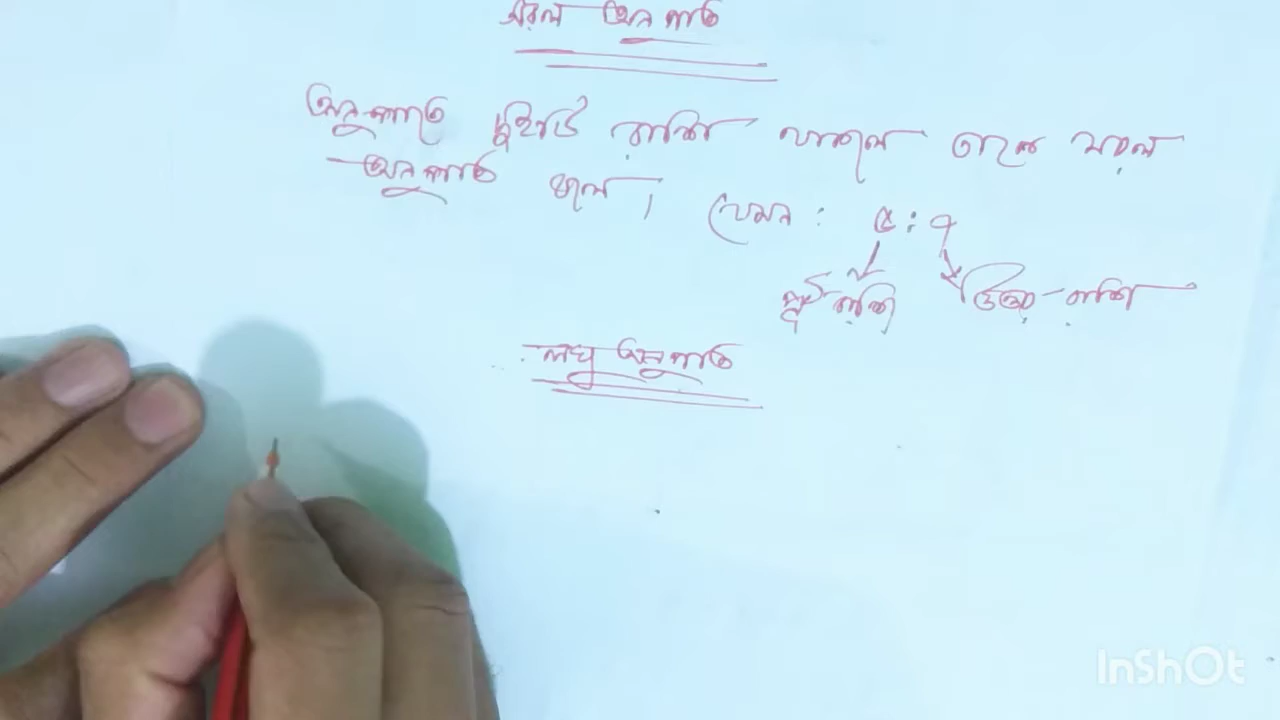 সরল অনুপাত
অনুপাতে দুইটি রাশি থাকলে তাকে সরল
অনুপাত বলে। যেমন: ৫:৭
পূর্ব রাশি উত্তর রাশি
লঘু অনুপাত
InShOt